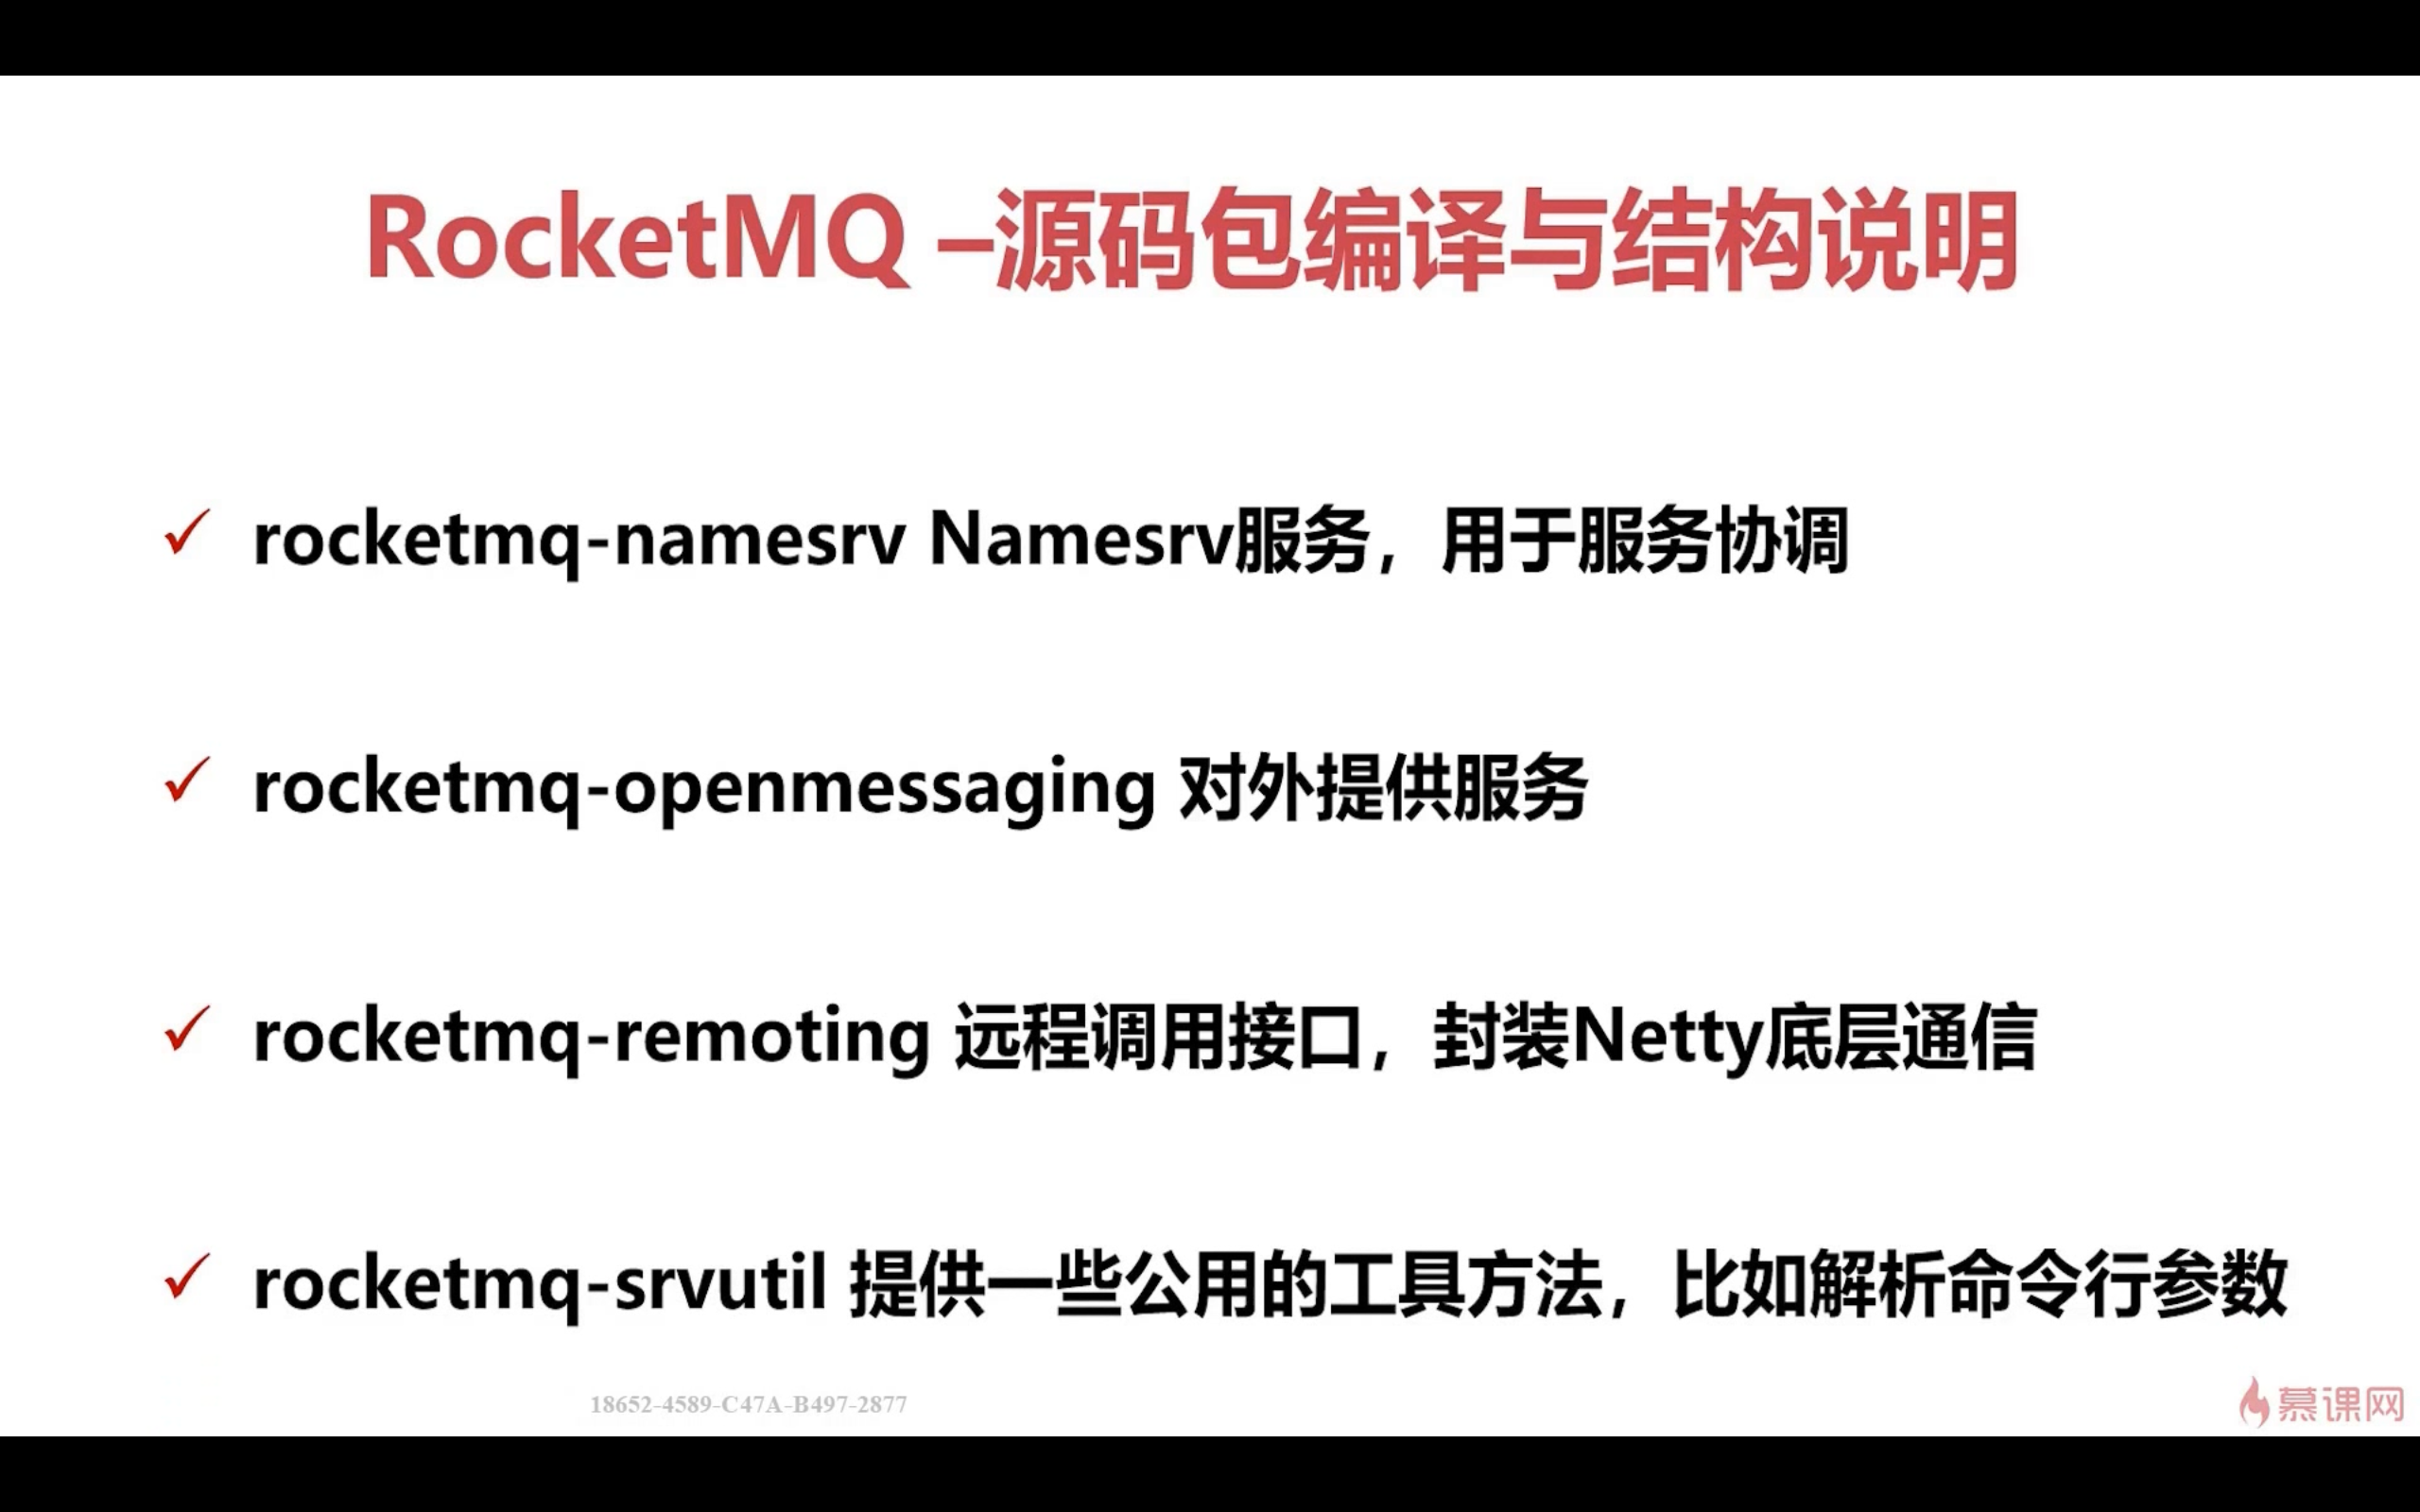 RocketMQ –源码包编译与结构说明
rocketmq-namesrv Namesrv服务，用于服务协调
rocketmq-openmessaging 对外提供服务
rocketmq-remoting 远程调用接口，封装Netty底层通信
rocketmq-srvutil 提供一些公用的工具方法，比如解析命令行参数
18652-4589-C47A-B497-2877
慕课网